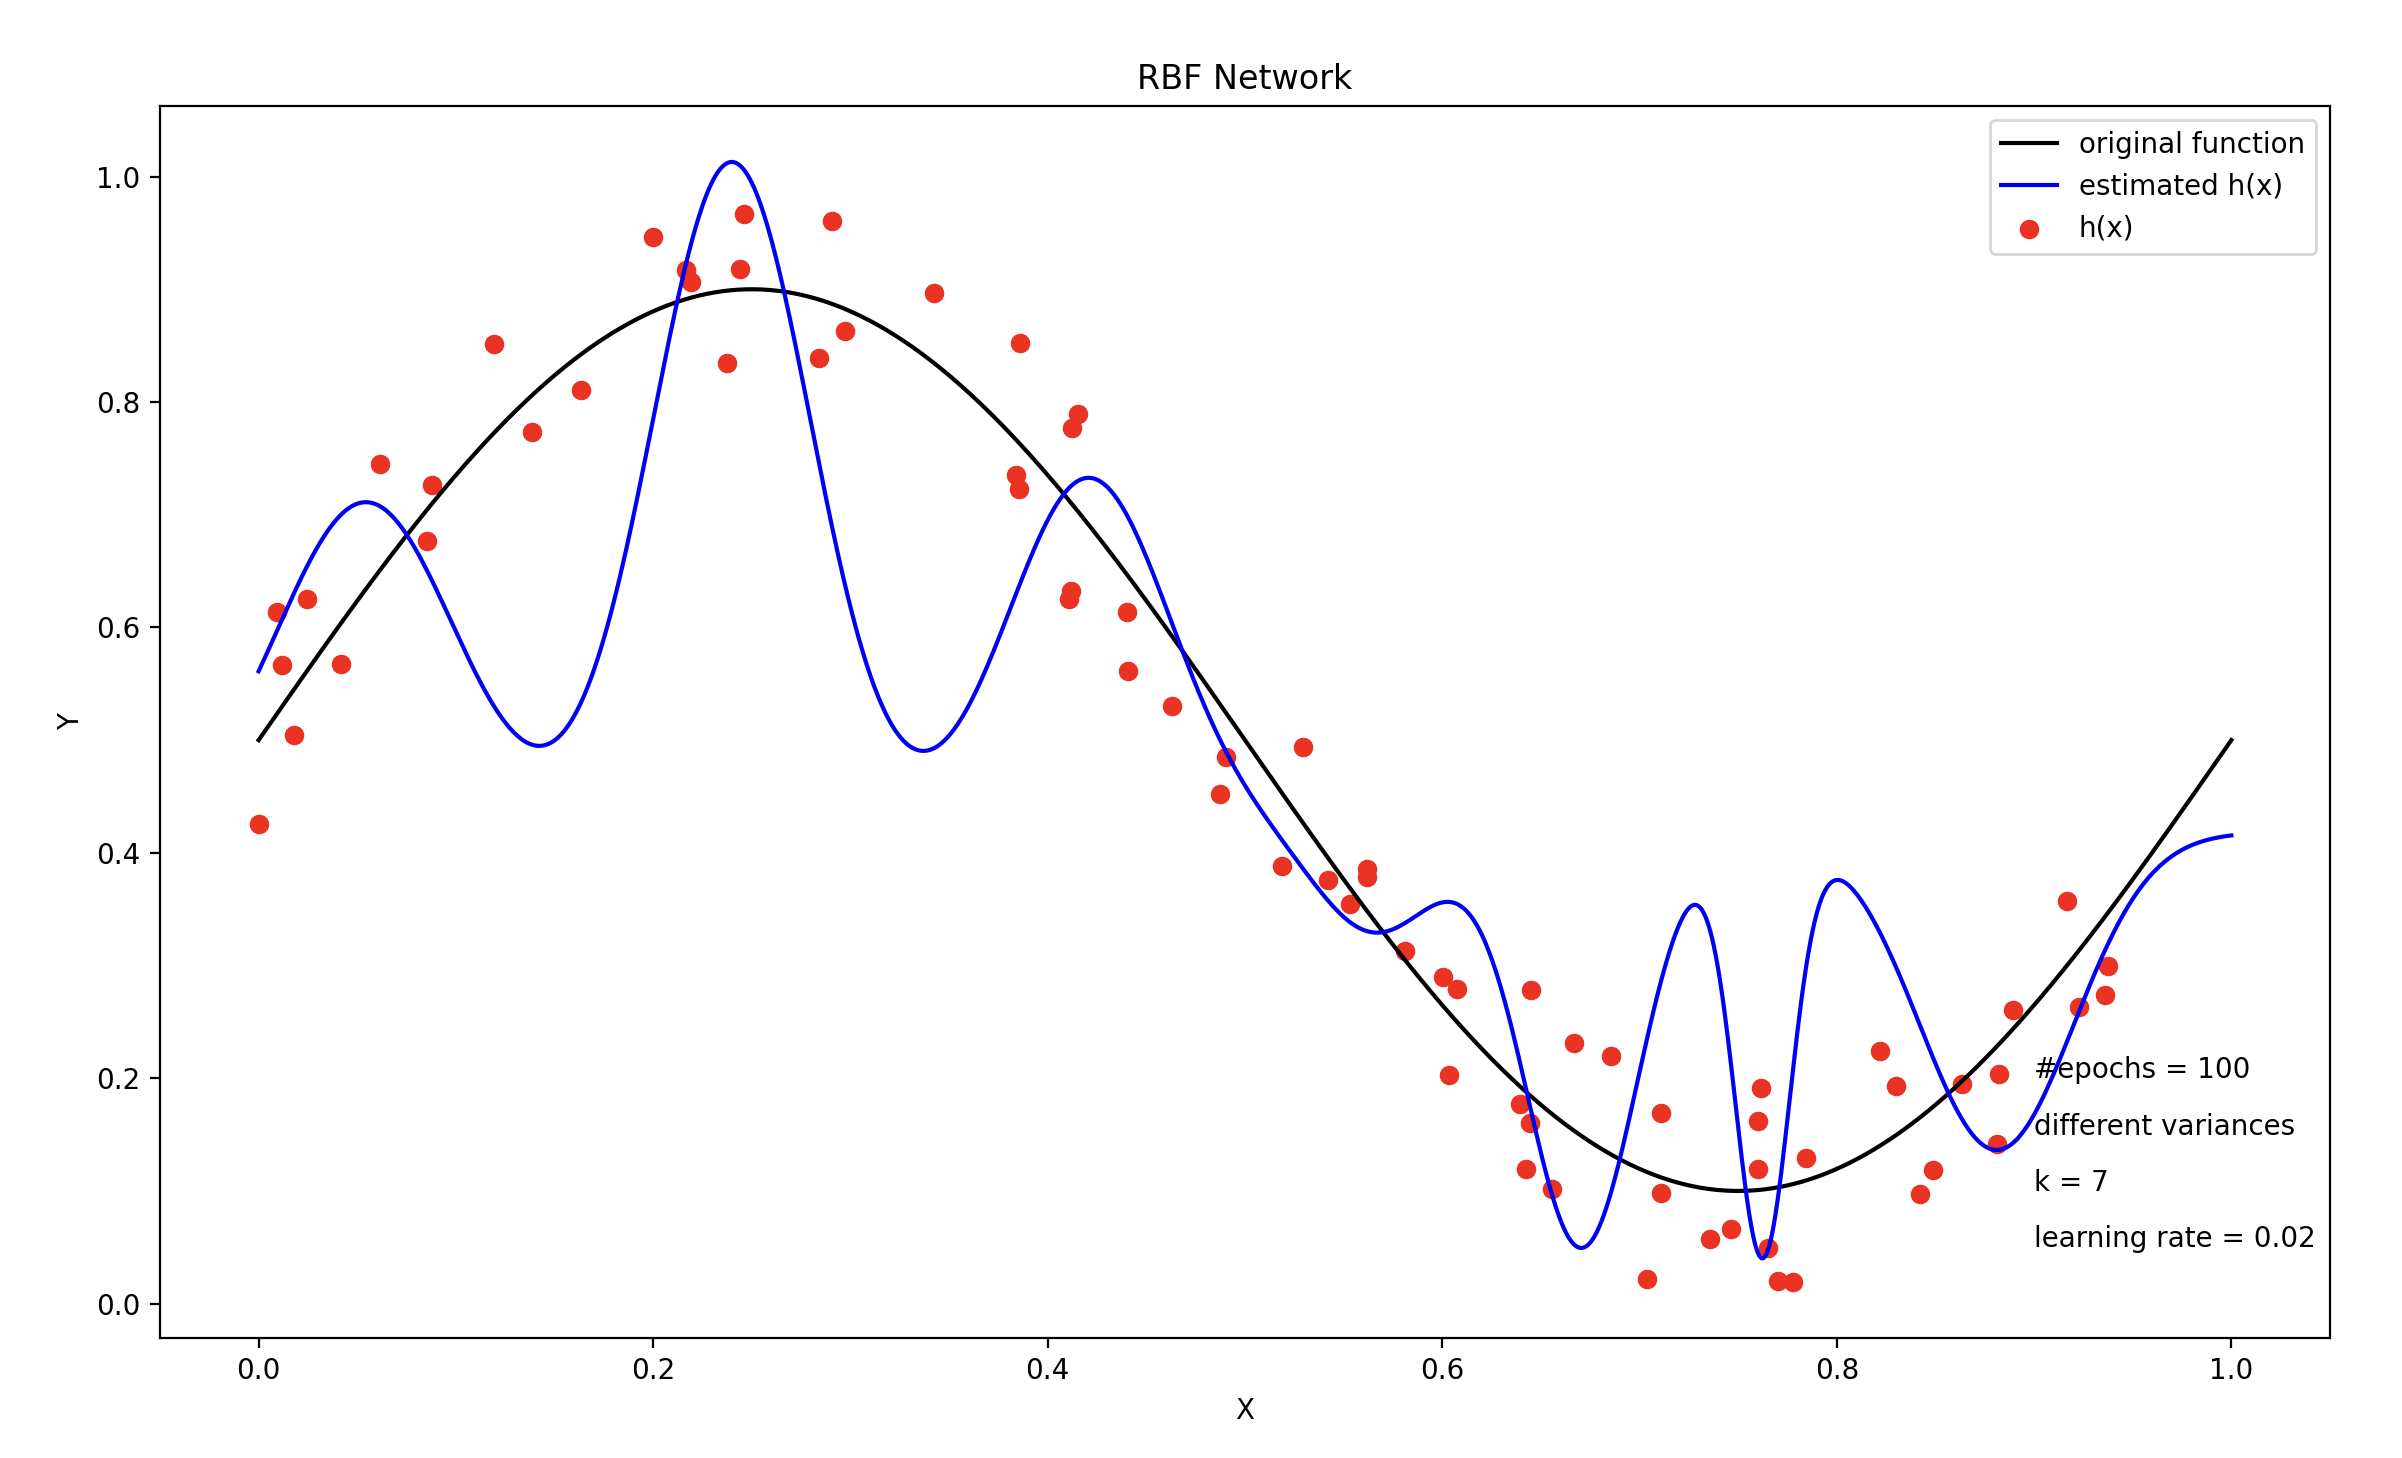 RBF Network
original function
estimated h(x)
h(x)
Y
1.0
0.8
0.6
0.4
0.2
0.0
#epochs = 100
different variances
k = 7
learning rate = 0.02
0.0 0.2 0.4 0.6 0.8 1.0
X